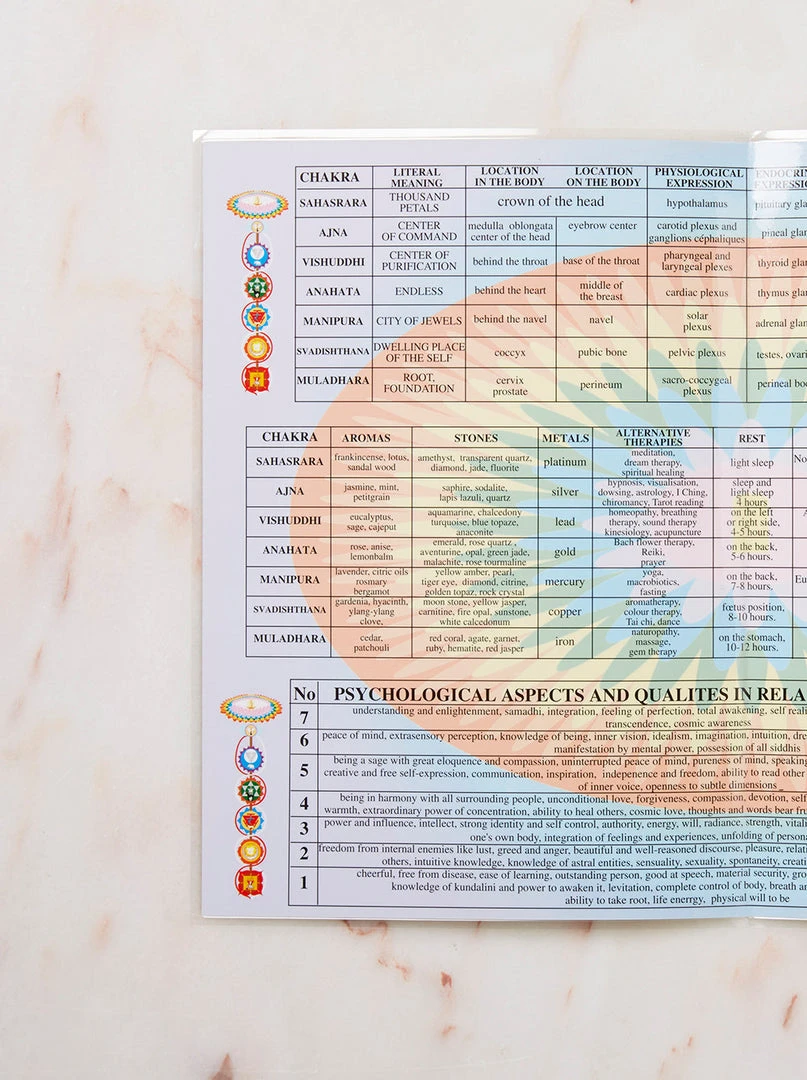 CHAKRA LITERAL MEANING LOCATION IN THE BODY LOCATION ON THE BODY PHYSIOLOGICAL EXPRESSION ENDOCRIN EXPRESSION
SAHASRARA THOUSAND PETALS crown of the head hypothalamus pituitary gla
AJNA CENTER OF COMMAND medulla oblongata center of the head eyebrow center carotid plexus and ganglions céphaliques pineal glan
VISHUDDHI CENTER OF PURIFICATION behind the throat base of the throat pharyngeal and laryngeal plexes thyroid glan
ANAHATA ENDLESS behind the heart middle of the breast cardiac plexus thymus glan
MANIPURA CITY OF JEWELS behind the navel navel solar plexus adrenal glan
SVADISHTHANA DWELLING PLACE OF THE SELF coccyx pubic bone pelvic plexus testes, ovari
MULADHARA ROOT, FOUNDATION cervix prostate perineum sacro-coccygeal plexus perineal boo
CHAKRA AROMAS STONES METALS ALTERNATIVE THERAPIES REST
SAHASRARA frankincense, lotus, sandal wood amethyst, transparent quartz, diamond, jade, fluorite platinum meditation, dream therapy, spiritual healing light sleep No
AJNA jasmine, mint, petitgrain saphire, sodalite, lapis lazuli, quartz silver hypnosis, visualisation, dowsing, astrology, I Ching, chiromancy, Tarot reading sleep and light sleep 4 hours
VISHUDDHI eucalyptus, sage, cajeput aquamarine, chalcedony turquoise, blue topaze, anaconite lead homeopathy, breathing therapy, sound therapy kinesiology, acupuncture on the left or right side, 4-5 hours. A
ANAHATA rose, anise, lemonbalm emerald, rose quartz , aventurine, opal, green jade, malachite, rose tourmaline gold Bach flower therapy, Reiki, prayer on the back, 5-6 hours.
MANIPURA lavender, citric oils rosmary bergamot yellow amber, pearl, tiger eye, diamond, citrine, golden topaz, rock crystal mercury yoga, macrobiotics, fasting on the back, 7-8 hours. Eu
SVADISHTHANA gardenia, hyacinth, ylang-ylang clove, moon stone, yellow jasper, carnitine, fire opal, sunstone, white calcedonum copper aromatherapy, colour therapy, Tai chi, dance fœtus position, 8-10 hours.
MULADHARA cedar, patchouli red coral, agate, garnet, ruby, hematite, red jasper iron naturopathy, massage, gem therapy on the stomach, 10-12 hours.
No PSYCHOLOGICAL ASPECTS AND QUALITES IN RELA
7 understanding and enlightenment, samadhi, integration, feeling of perfection, total awakening, self reali
transcendence, cosmic awareness
6 peace of mind, extrasensory perception, knowledge of being, inner vision, idealism, imagination, intuition, dre
manifestation by mental power, possession of all siddhis
5 being a sage with great eloquence and compassion, uninterrupted peace of mind, pureness of mind, speaking
creative and free self-expression, communication, inspiration, indepenence and freedom, ability to read other
of inner voice, openness to subtle dimensions
4 being in harmony with all surrounding people, unconditional love, forgiveness, compassion, devotion, self
warmth, extraordinary power of concentration, ability to heal others, cosmic love, thoughts and words bear fru
3 power and influence, intellect, strong identity and self control, authority, energy, will, radiance, strength, vital
one's own body, integration of feelings and experiences, unfolding of persona
2 freedom from internal enemies like lust, greed and anger, beautiful and well-reasoned discourse, pleasure, relati
others, intuitive knowledge, knowledge of astral entities, sensuality, sexuality, spontaneity, creati
1 cheerful, free from disease, ease of learning, outstanding person, good at speech, material security, gro
knowledge of kundalini and power to awaken it, levitation, complete control of body, breath an
ability to take root, life enerrgy, physical will to be